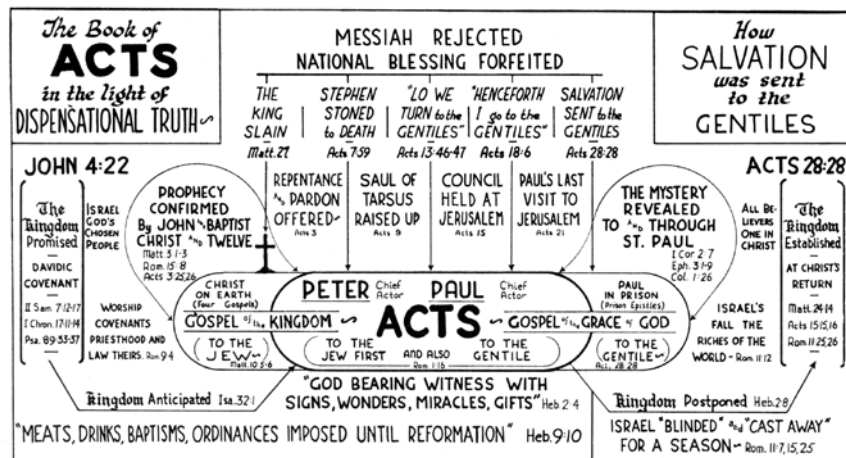 The Book of
ACTS
in the light of
DISPENSATIONAL TRUTH~
MESSIAH REJECTED
NATIONAL BLESSING FORFEITED
How
SALVATION
was sent
to the
GENTILES
THE
KING
SLAIN
Matt. 27
STEPHEN
STONED
to DEATH
Acts 7:59
"LO WE
TURN to the
GENTILES"
Acts 13:46-47
"HENCEFORTH
I go to the
GENTILES"
Acts 18:6
SALVATION
SENT to the
GENTILES
Acts 28:28
REPENTANCE
AND PARDON
OFFERED~
Acts 3
SAUL OF
TARSUS
RAISED UP
Acts 9
COUNCIL
HELD AT
JERUSALEM
Acts 15
PAUL'S LAST
VISIT TO
JERUSALEM
Acts 21
JOHN 4:22
The
Kingdom
Promised
DAVIDIC
COVENANT
II Sam. 7:12-17
I Chron. 17:11-14
Psa. 89:33-37
ISRAEL
GOD'S
CHOSEN
PEOPLE
WORSHIP
COVENANTS
PRIESTHOOD AND
LAW THEIRS. Rom 9:4
PROPHECY
CONFIRMED
By JOHN the BAPTIST
CHRIST AND TWELVE
Matt. 3:1-3
Rom. 15:8
Acts 3:25,26
THE MYSTERY
REVEALED
TO AND THROUGH
ST. PAUL
I Cor 2:7
Eph. 3:1-9
Col. 1:26
ALL BE-
LIEVERS
ONE IN
CHRIST
ISRAEL'S
FALL THE
RICHES OF THE
WORLD - Rom 11:12
ACTS 28:28
The
Kingdom
Established
AT CHRIST'S
RETURN
Matt. 24:14
Acts 15:15,16
Rom 11:25,26
CHRIST
ON EARTH
(Four Gospels)
PETER Chief Actor
PAUL Chief Actor
PAUL
IN PRISON
(Prison Epistles)
GOSPEL of the KINGDOM ~
ACTS
~ GOSPEL of the GRACE of GOD
(TO THE
JEW~)
Matt. 10:5-6
(TO THE
JEW FIRST
AND ALSO
Rom. 1:16
TO THE
GENTILE)
(TO THE
GENTILE~)
Act. 28:28
Kingdom Anticipated Isa. 32:1
"GOD BEARING WITNESS WITH
SIGNS, WONDERS, MIRACLES, GIFTS" Heb. 2:4
Kingdom Postponed Heb. 2:8
"MEATS, DRINKS, BAPTISMS, ORDINANCES IMPOSED UNTIL REFORMATION" Heb. 9:10
ISRAEL "BLINDED" and "CAST AWAY"
FOR A SEASON~ Rom. 11:7,15,25